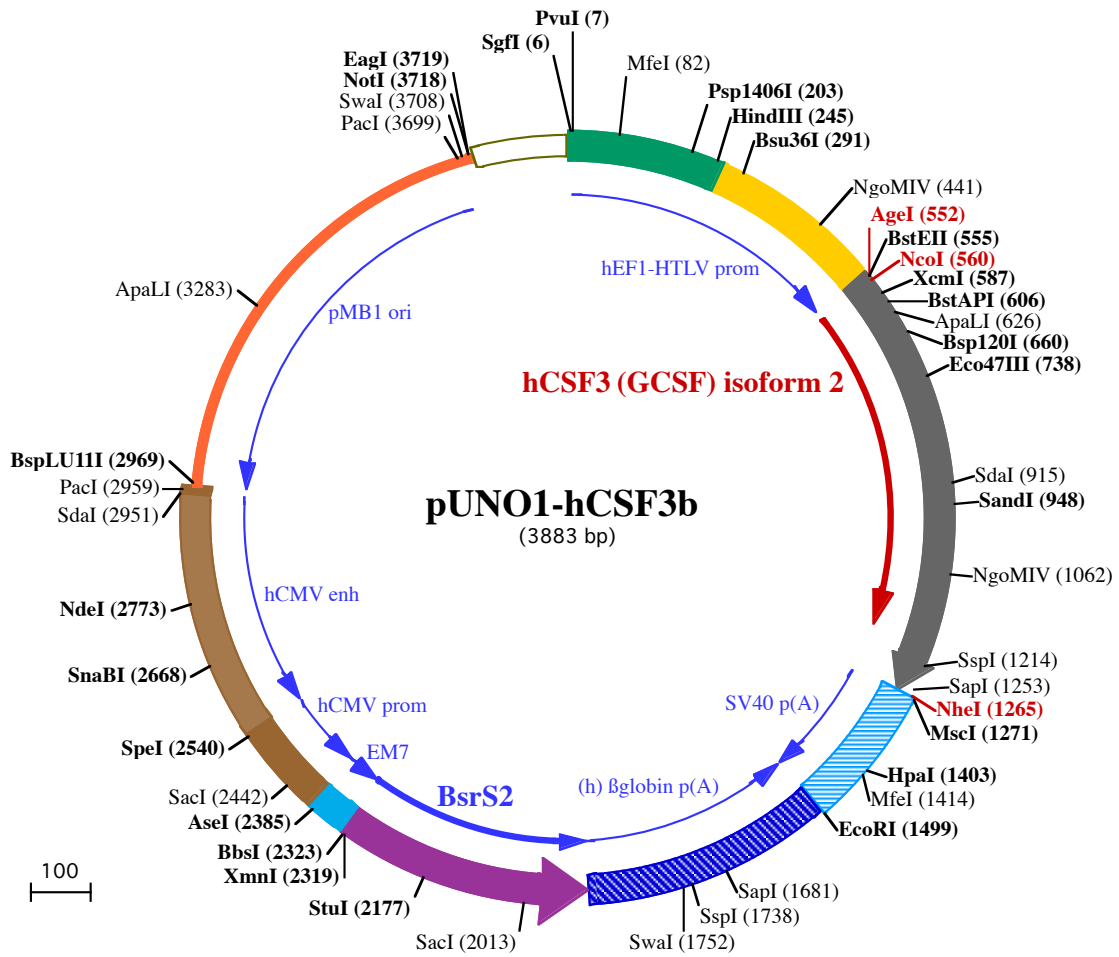 PvuI (7)
SgfI (6)
EagI (3719)
NotI (3718)
SwaI (3708)
PacI (3699)
MfeI (82)
Psp1406I (203)
HindIII (245)
Bsu36I (291)
NgoMIV (441)
AgeI (552)
BstEII (555)
NcoI (560)
XcmI (587)
BstAPI (606)
ApaLI (626)
Bsp120I (660)
Eco47III (738)
hEF1-HTLV prom
ApaLI (3283)
pMB1 ori
hCSF3 (GCSF) isoform 2
BspLU11I (2969)
PacI (2959)
SdaI (2951)
SdaI (915)
SandI (948)
pUNO1-hCSF3b
(3883 bp)
NgoMIV (1062)
hCMV enh
NdeI (2773)
SnaBI (2668)
SspI (1214)
SapI (1253)
NheI (1265)
MscI (1271)
hCMV prom
SV40 p(A)
SpeI (2540)
EM7
BsrS2
(h) ßglobin p(A)
HpaI (1403)
MfeI (1414)
EcoRI (1499)
SacI (2442)
AseI (2385)
BbsI (2323)
XmnI (2319)
100
StuI (2177)
SapI (1681)
SspI (1738)
SacI (2013)
SwaI (1752)